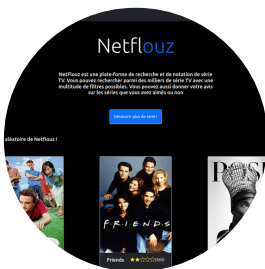 Netflouz
NetFlouz est une plate-forme de recherche et notation de série
TV. Vous pouvez rechercher parmi des milliers de série TV avec une
multitude de filtres possibles. Vous pouvez aussi donner votre avis
sur les séries que vous avez aimés ou non
Découvrir plus de série !
aléatoire de Netflouz !
FRIENDS
Friends ★★☆☆☆(340)